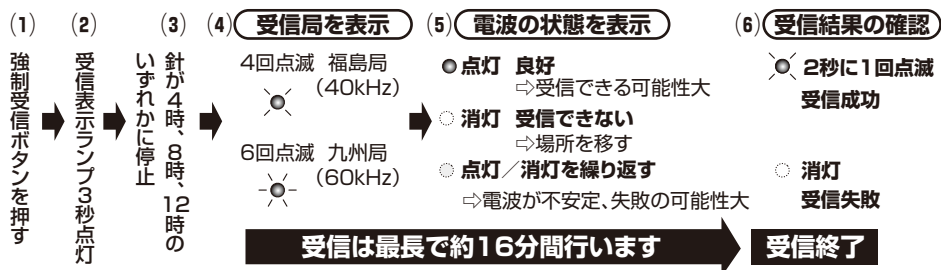 (1)
強制受信ボタンを押す
(2)
受信表示ランプ3秒点灯
(3)
針が4時、8時、12時の
いずれかに停止
(4) 受信局を表示
4回点滅 福島局
(40kHz)
6回点滅 九州局
(60kHz)
(5) 電波の状態を表示
点灯 良好
⇨受信できる可能性大
消灯 受信できない
⇨場所を移す
点灯/消灯を繰り返す
⇨電波が不安定、失敗の可能性大
(6) 受信結果の確認
2秒に1回点滅
受信成功
消灯
受信失敗
受信は最長で約16分間行います
受信終了